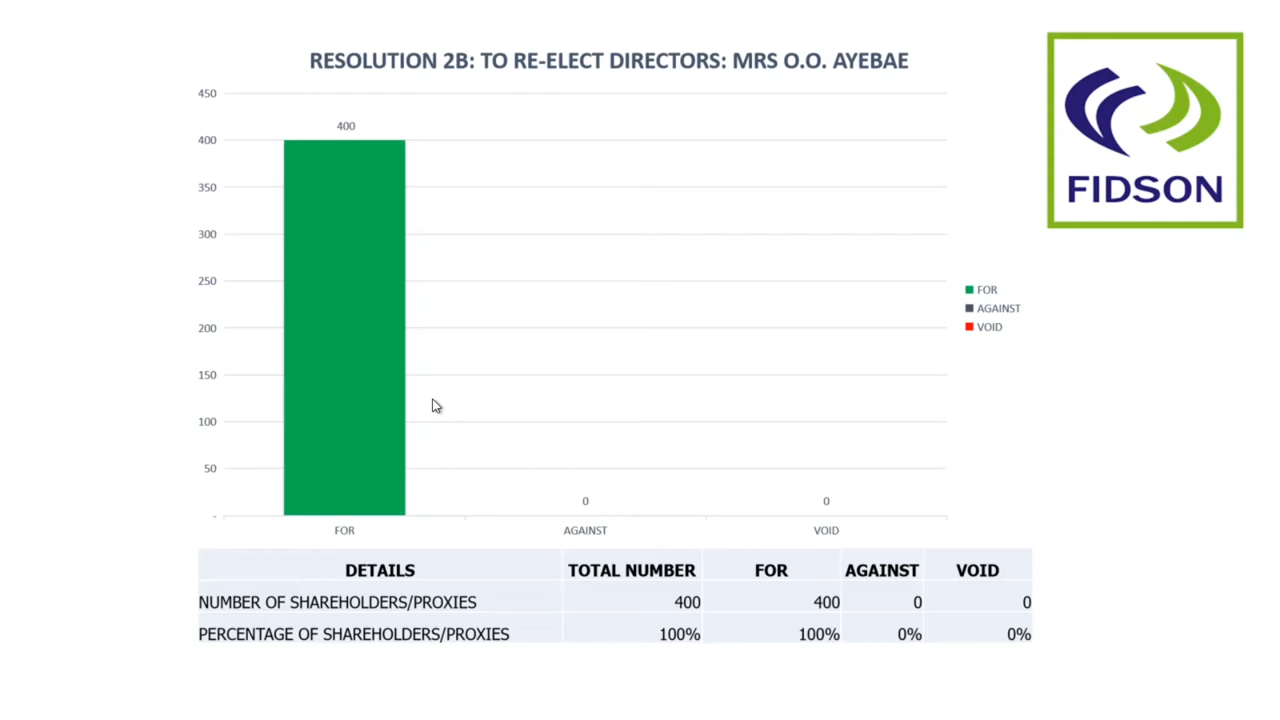 RESOLUTION 2B: TO RE-ELECT DIRECTORS: MRS O.O. AYEBAE
FIDSON
450
400
350
300
250
200
150
100
50
-
400
0
0
FOR
AGAINST
VOID
FOR
AGAINST
VOID
DETAILS TOTAL NUMBER FOR AGAINST VOID
NUMBER OF SHAREHOLDERS/PROXIES 400 400 0 0
PERCENTAGE OF SHAREHOLDERS/PROXIES 100% 100% 0% 0%